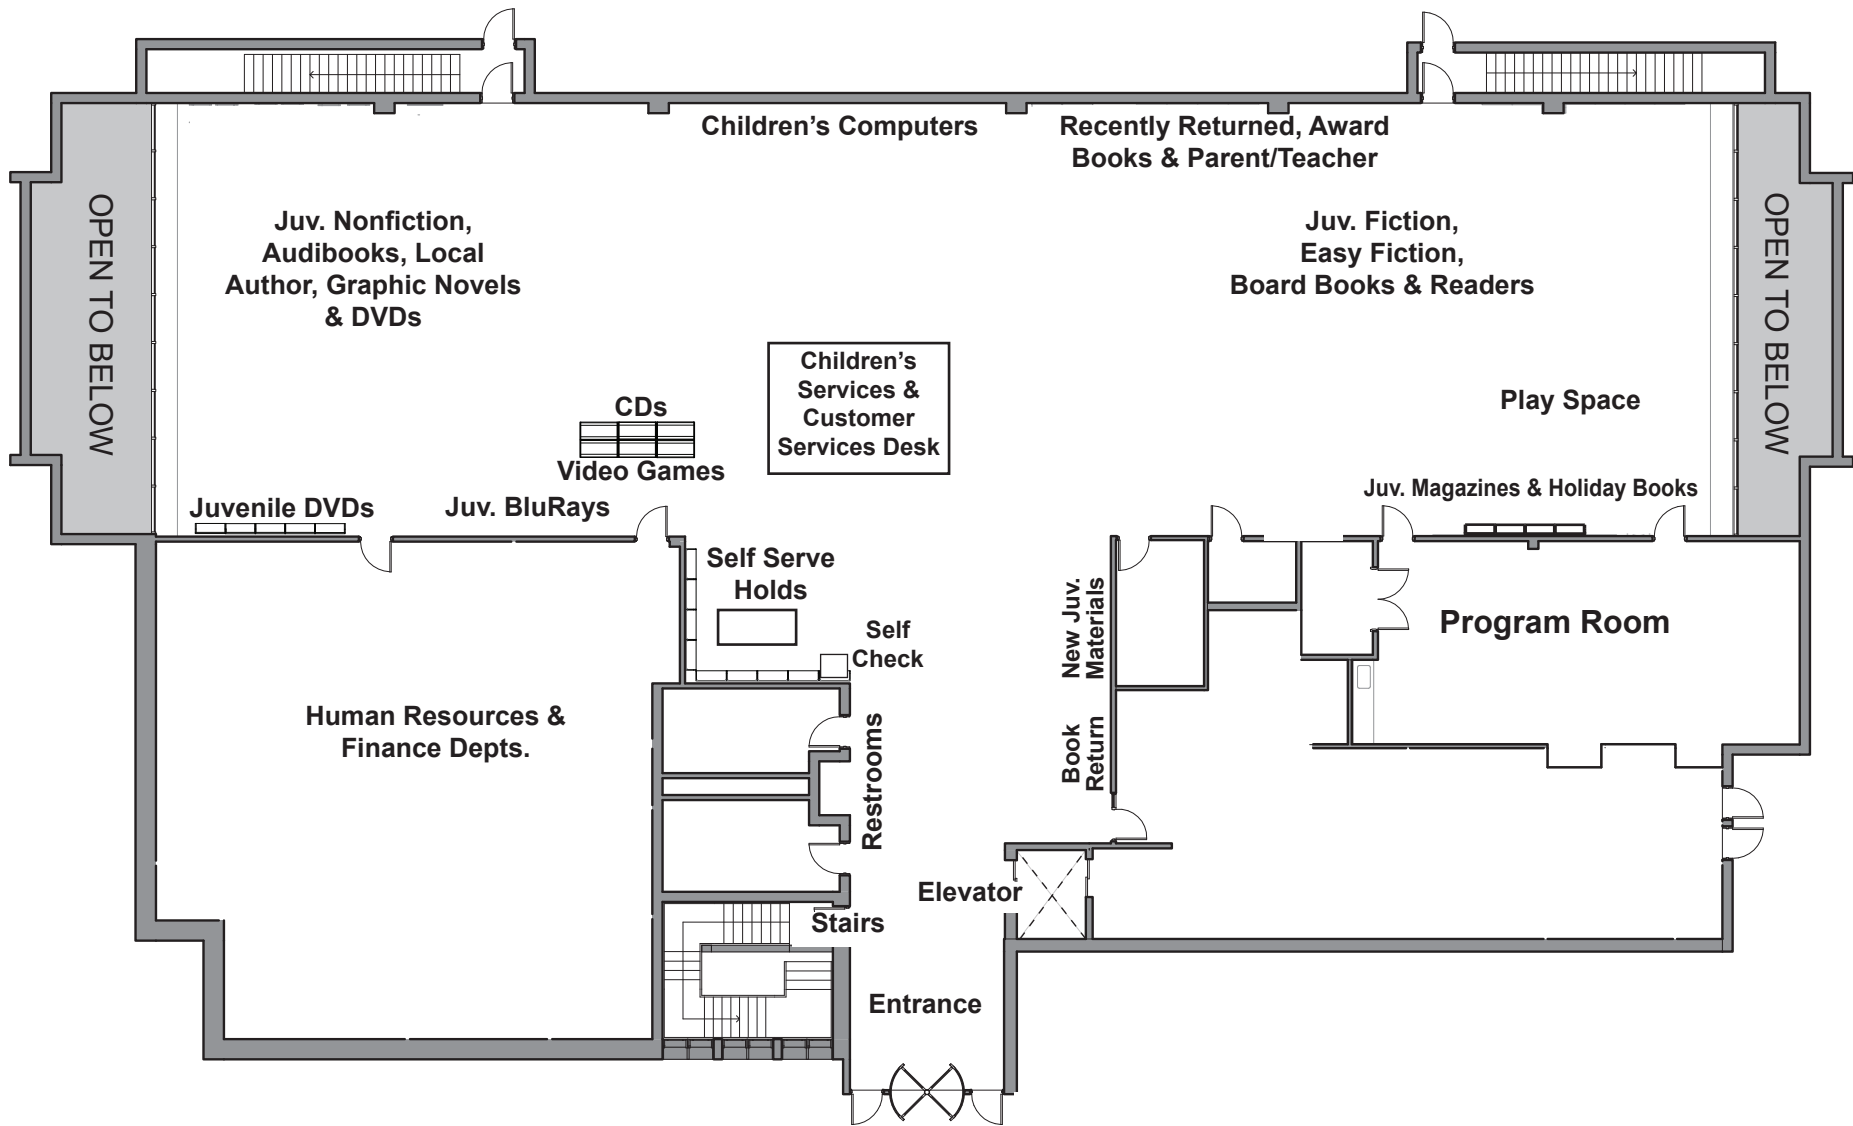 Children's Computers
Recently Returned, Award
Books & Parent/Teacher
OPEN TO BELOW
Juv. Nonfiction,
Audibooks, Local
Author, Graphic Novels
& DVDs
Juv. Fiction,
Easy Fiction,
Board Books & Readers
OPEN TO BELOW
Children's
Services &
Customer
Services Desk
CDs
Video Games
Play Space
Juvenile DVDs
Juv. BluRays
Juv. Magazines & Holiday Books
Self Serve
Holds
Self
Check
New Juv.
Materials
Program Room
Human Resources &
Finance Depts.
Restrooms
Book
Return
Elevator
Stairs
Entrance